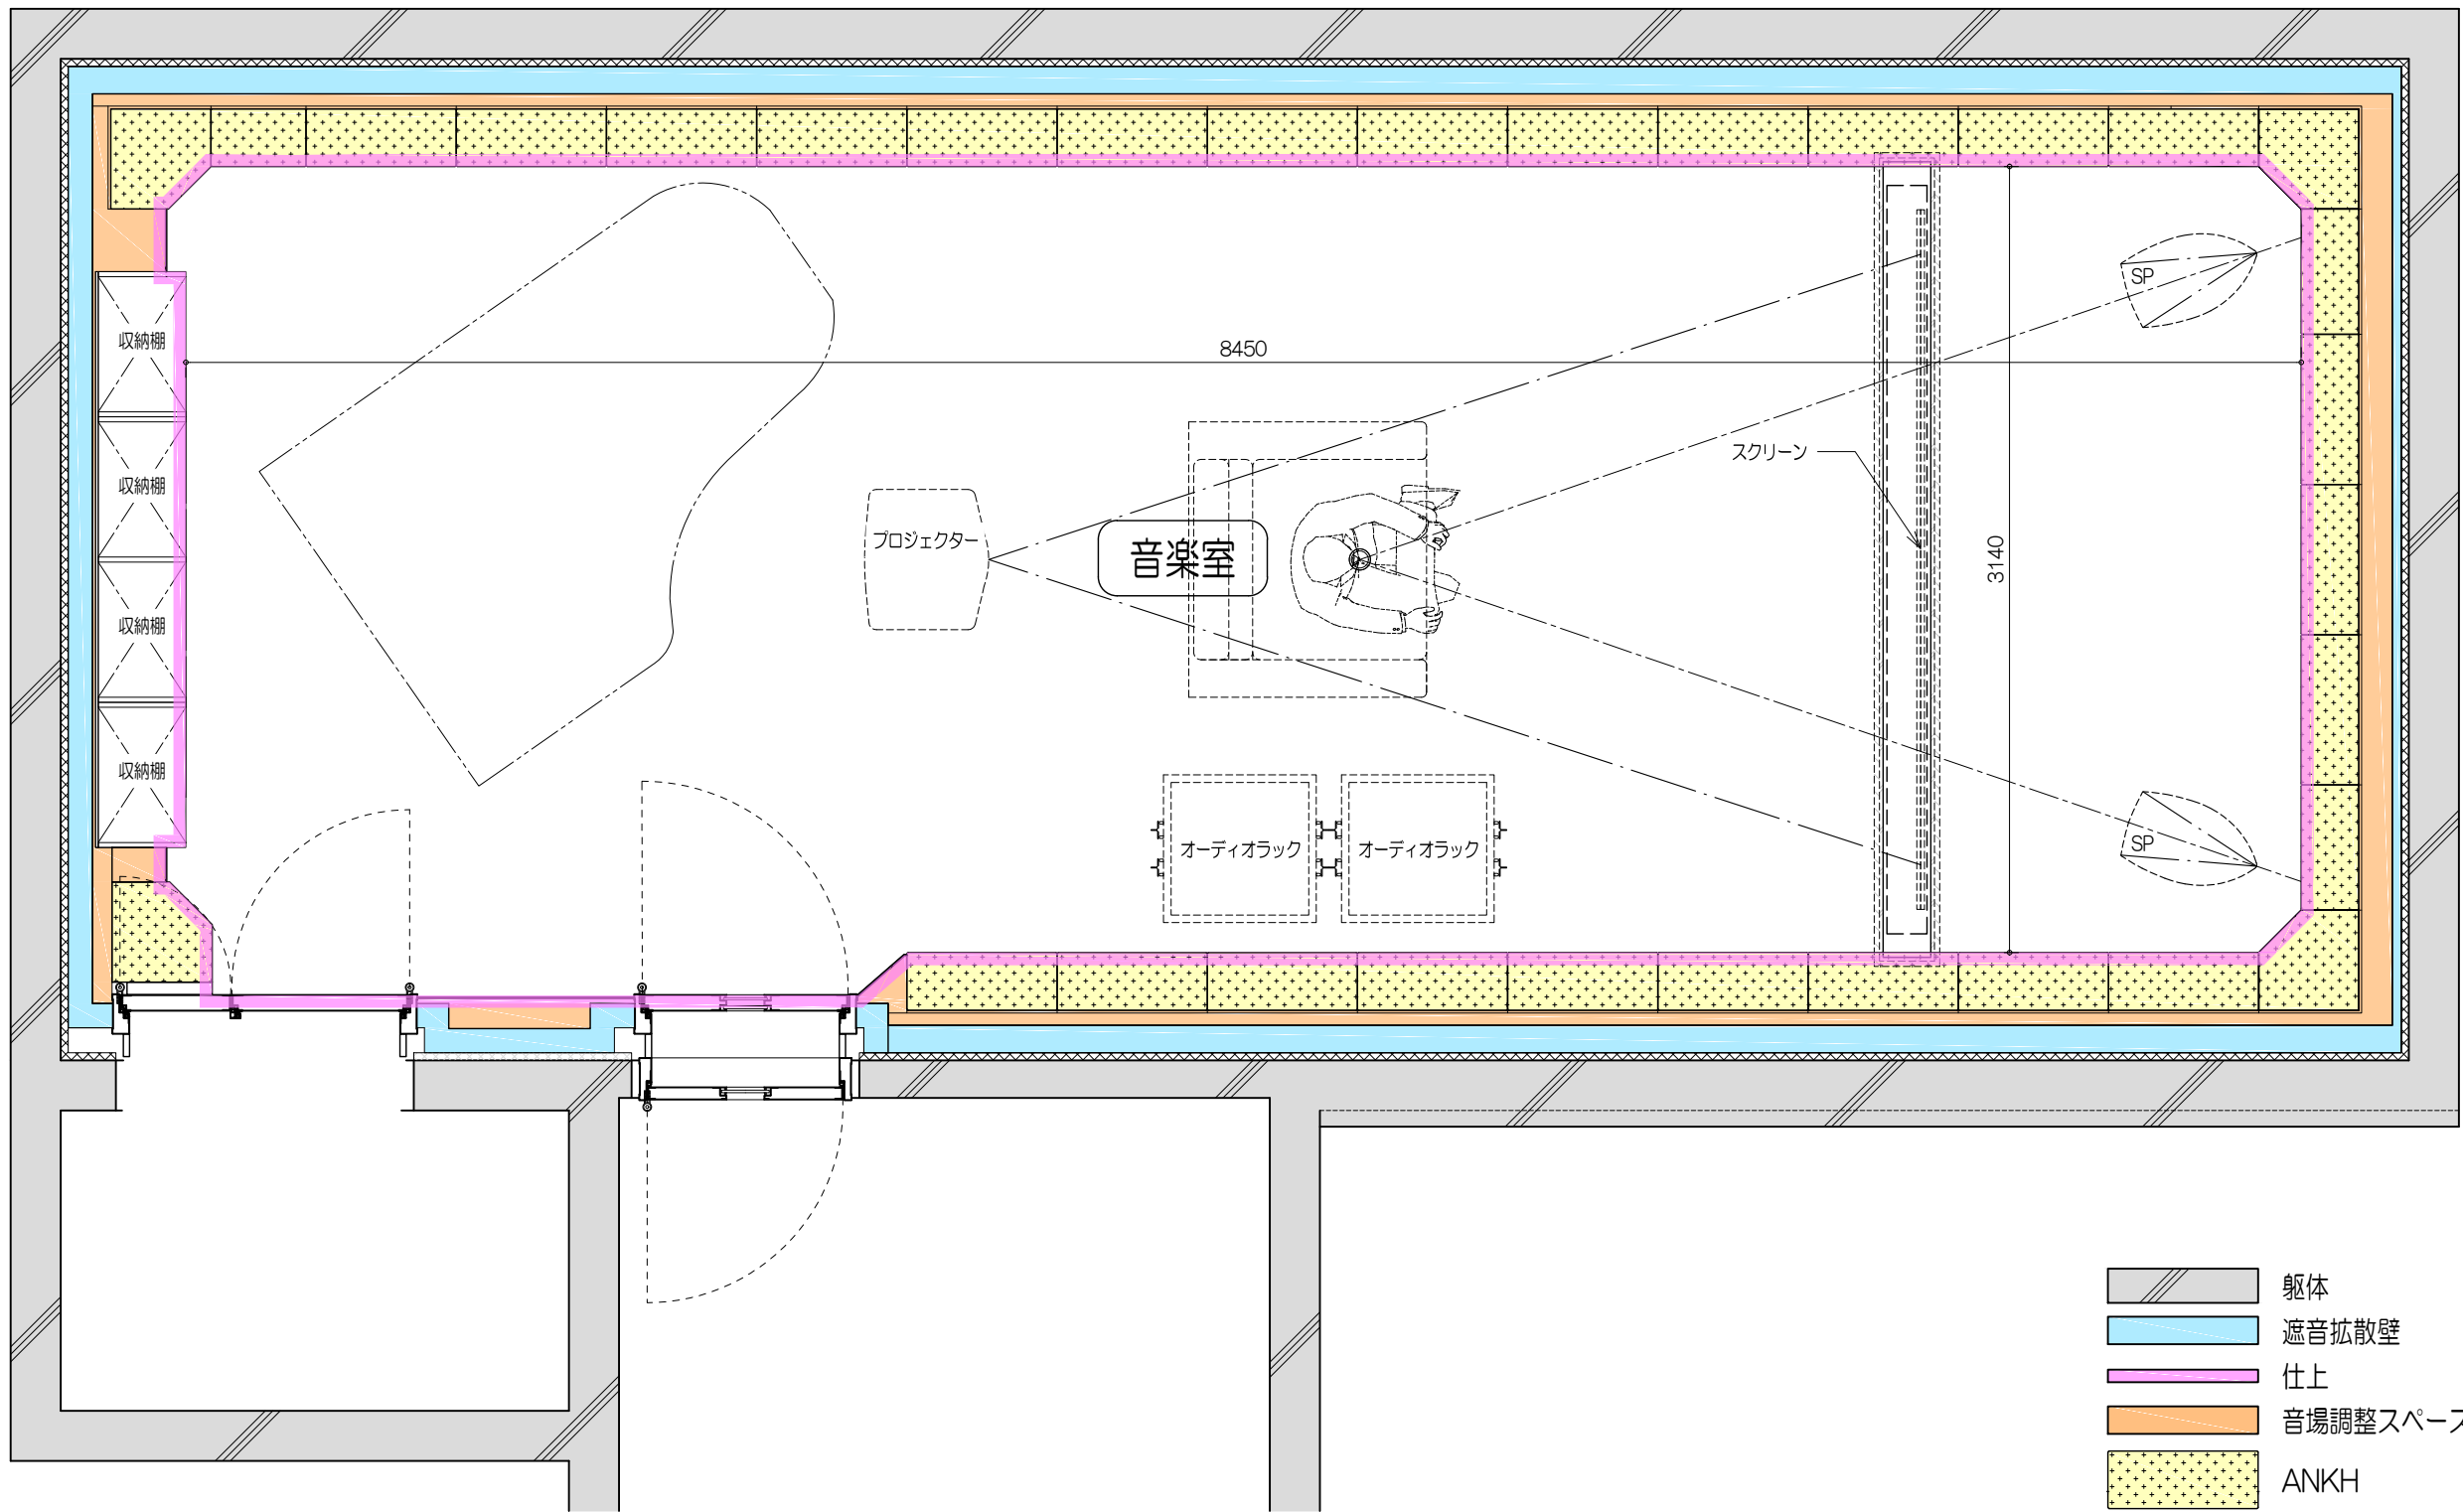 SP
収納棚
8450
スクリーン
収納棚
プロジェクター
音楽室
3140
収納棚
収納棚
オーディオラック
オーディオラック
SP
躯体
遮音拡散壁
仕上
音場調整スペース
ANKH